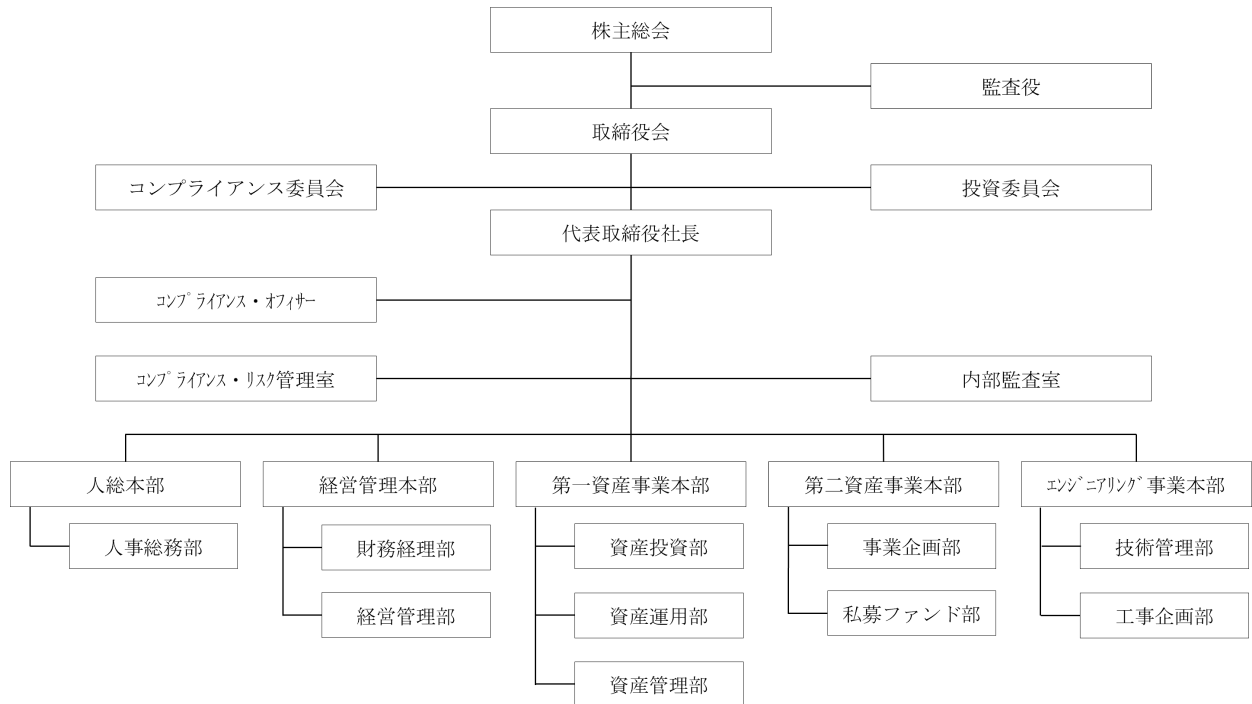 株主総会
監査役
取締役会
コンプライアンス委員会
投資委員会
代表取締役社長
ｺﾝﾌﾟﾗｲｱﾝｽ・ｵﾌｨｻｰ
ｺﾝﾌﾟﾗｲｱﾝｽ・ﾘｽｸ管理室
内部監査室
人総本部
経営管理本部
第一資産事業本部
第二資産事業本部
ｴﾝｼﾞﾆｱﾘﾝｸﾞ事業本部
人事総務部
財務経理部
資産投資部
事業企画部
技術管理部
経営管理部
資産運用部
私募ファンド部
工事企画部
資産管理部